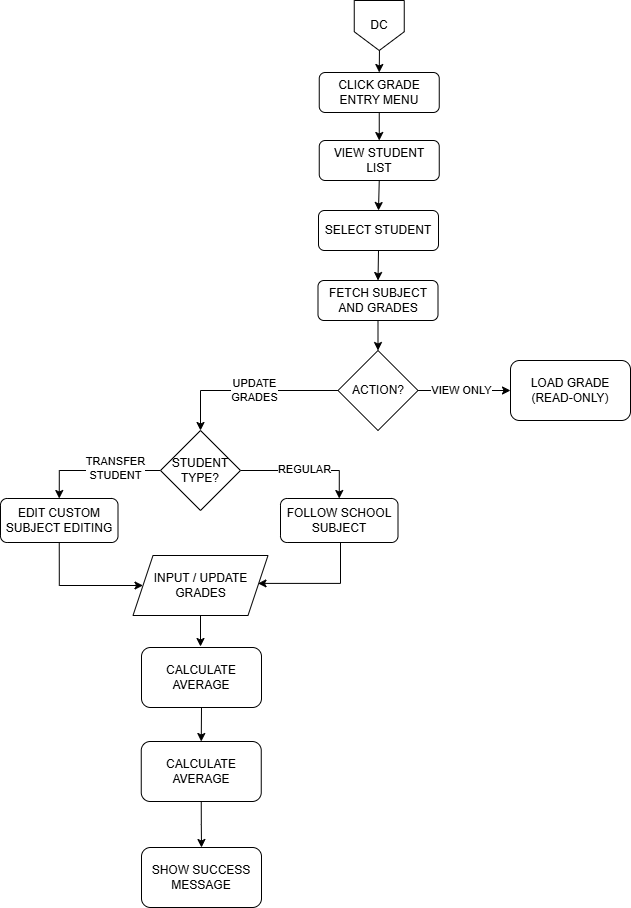 DC
CLICK GRADE
ENTRY MENU
VIEW STUDENT
LIST
SELECT STUDENT
FETCH SUBJECT
AND GRADES
ACTION?
UPDATE
GRADES
VIEW ONLY
LOAD GRADE
(READ-ONLY)
STUDENT
TYPE?
TRANSFER
STUDENT
REGULAR
EDIT CUSTOM
SUBJECT EDITING
FOLLOW SCHOOL
SUBJECT
INPUT / UPDATE
GRADES
CALCULATE
AVERAGE
CALCULATE
AVERAGE
SHOW SUCCESS
MESSAGE